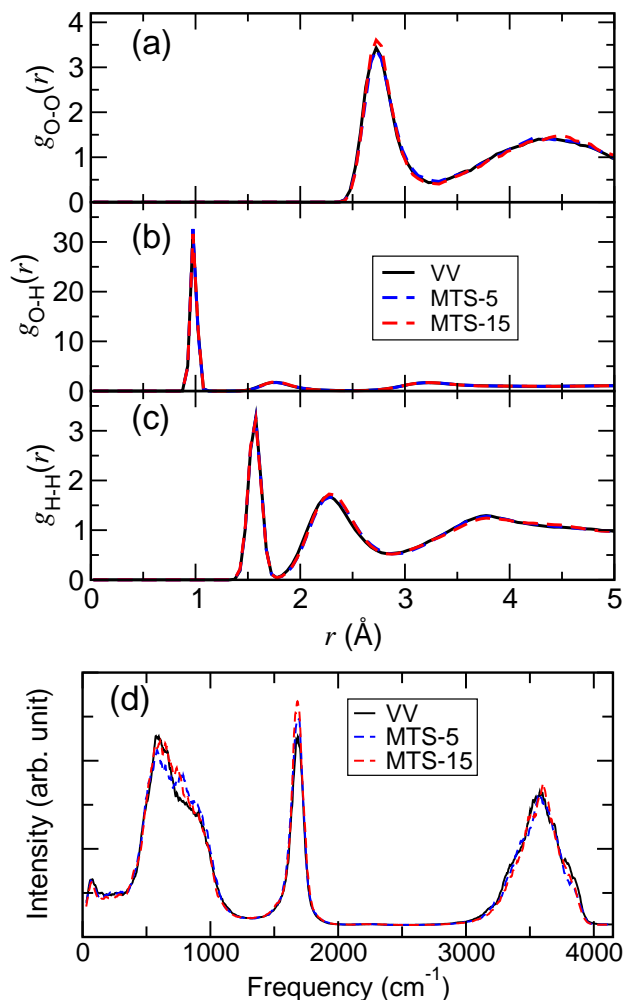 (a)
g_O-O(r)
4
3
2
1
0
(b)
g_O-H(r)
30
20
10
0
VV
MTS-5
MTS-15
(c)
g_H-H(r)
3
2
1
0
0 1 2 3 4 5
r (Å)
(d)
Intensity (arb. unit)
VV
MTS-5
MTS-15
0 1000 2000 3000 4000
Frequency (cm⁻¹)